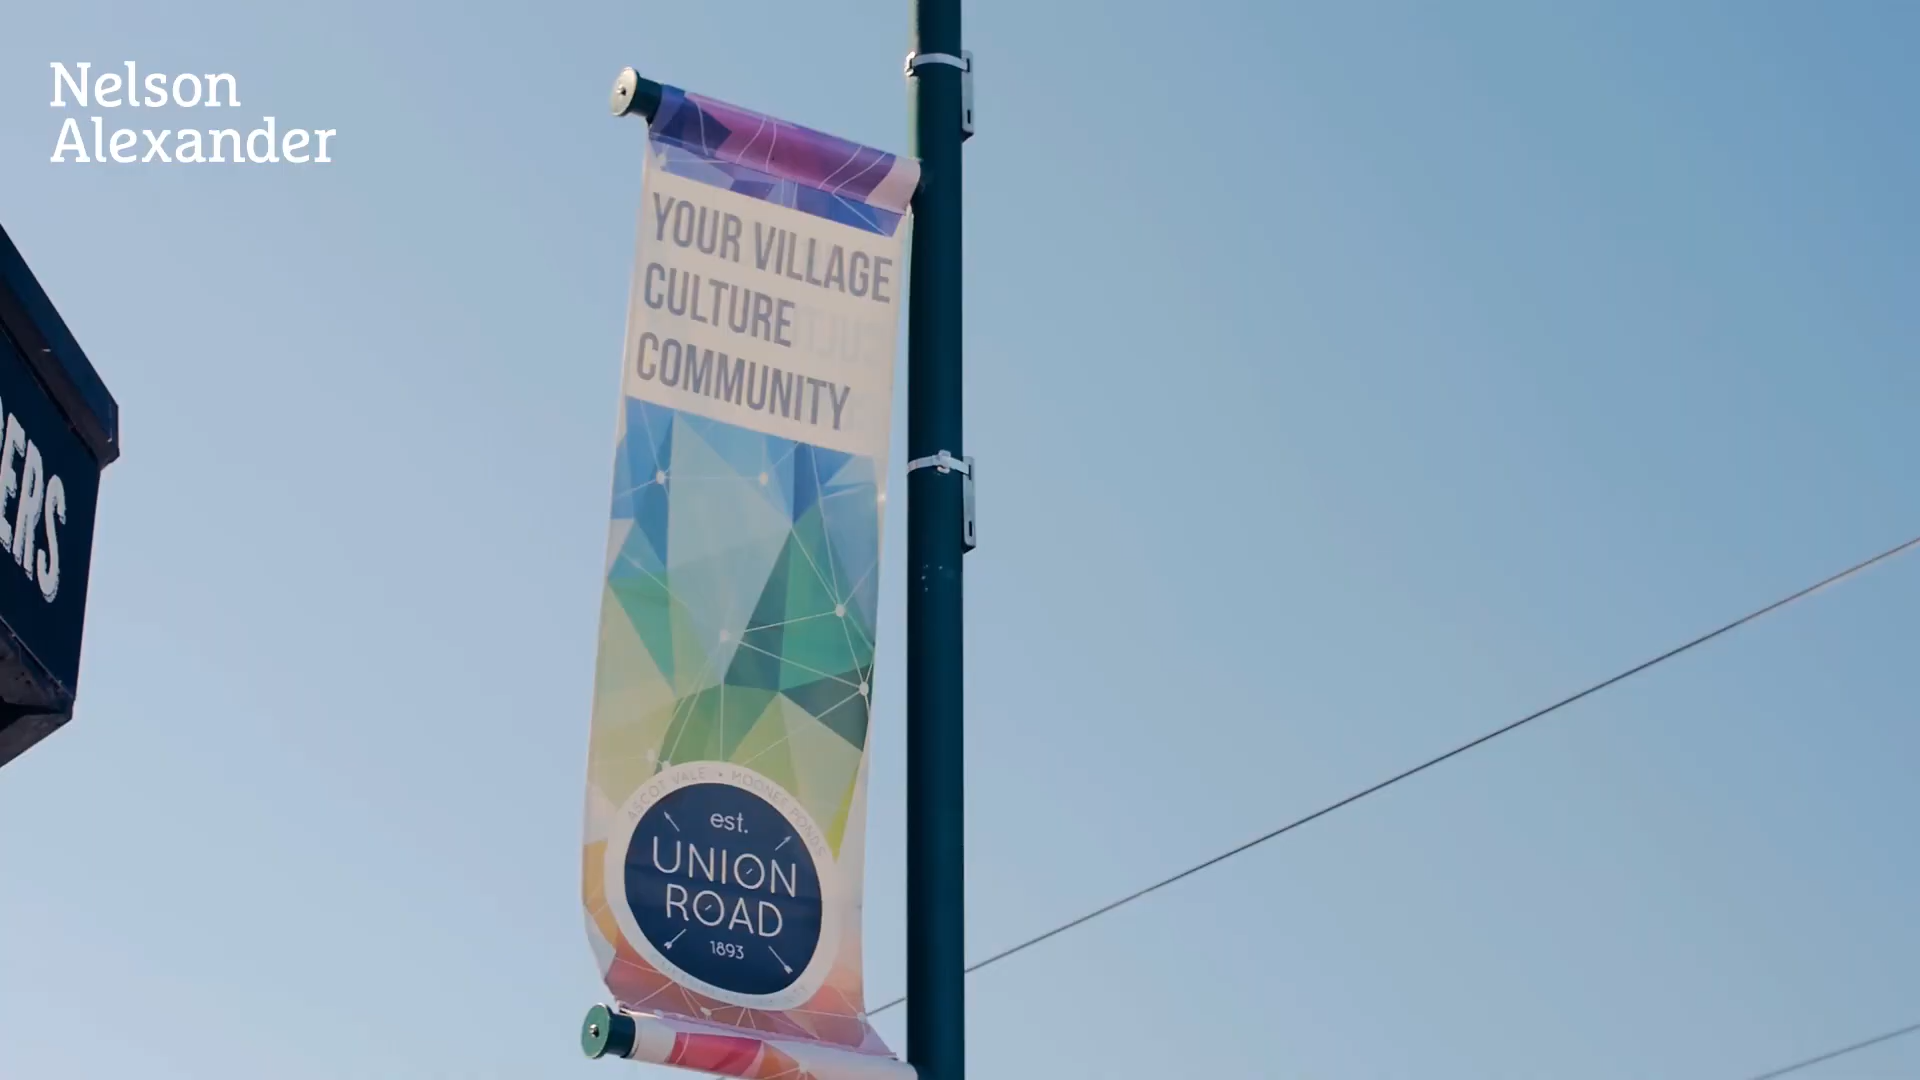 Nelson
Alexander
YOUR VILLAGE
CULTURE
COMMUNITY
ERS
ASCOT VALE • MOONEE PONDS
est.
UNION
ROAD
1893